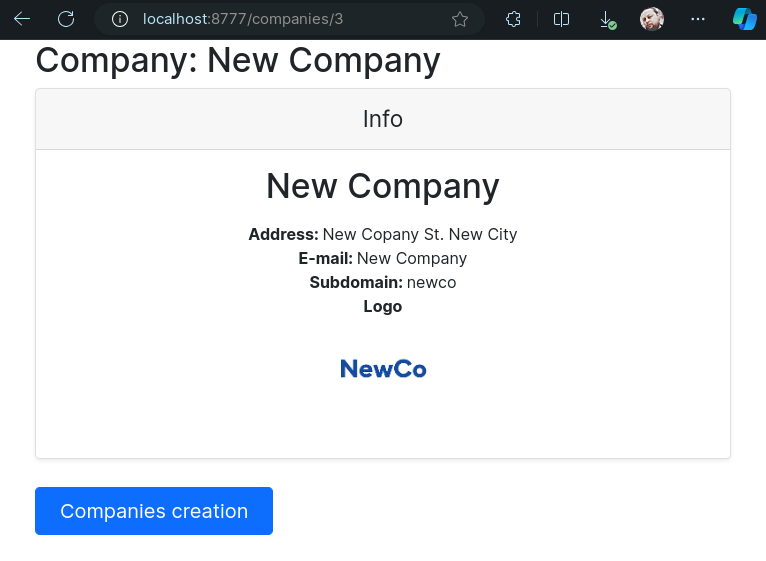 localhost:8777/companies/3
Company: New Company
Info
New Company
Address: New Copany St. New City
E-mail: New Company
Subdomain: newco
Logo
NewCo
Companies creation